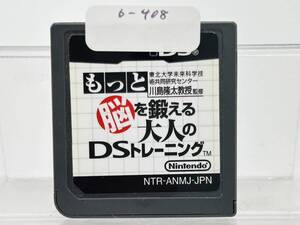 6-408
DS
もっと
東北大学未来科学技
術共同研究センター
川島隆太教授監修
脳を鍛える
大人の
DSトレーニング™
Nintendo
NTR-ANMJ-JPN